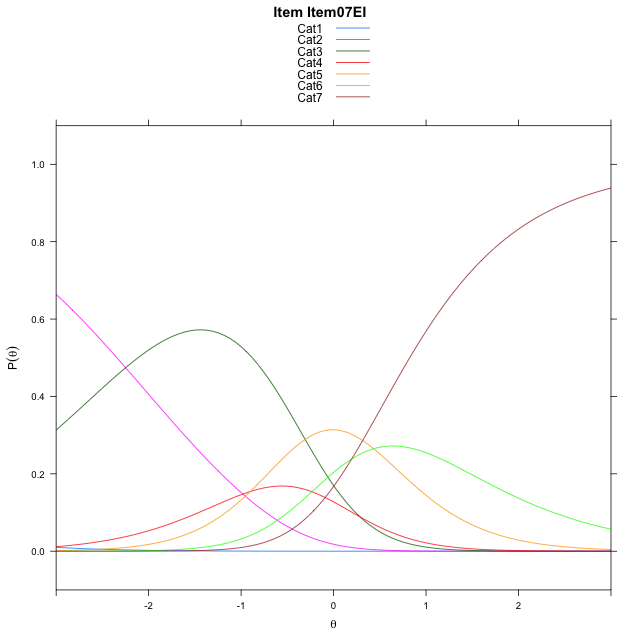 Item Item07EI
Cat1
Cat2
Cat3
Cat4
Cat5
Cat6
Cat7
1.0
0.8
0.6
0.4
0.2
0.0
P(θ)
-2 -1 0 1 2
θ